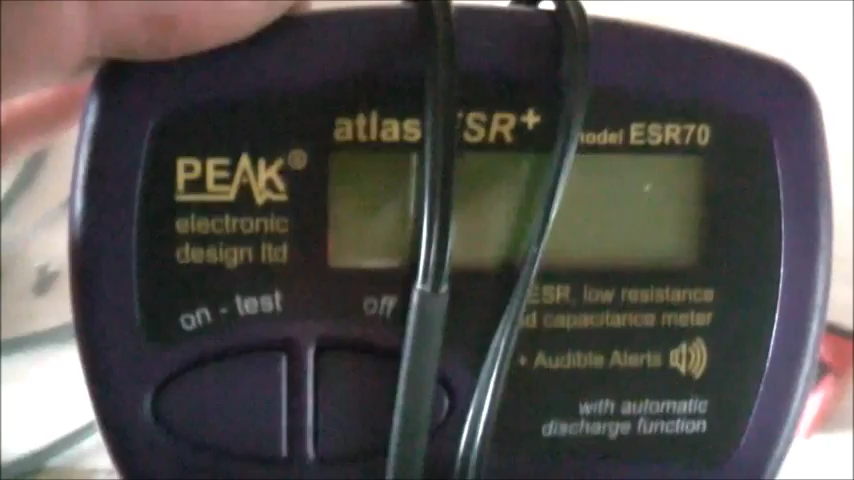 atlas ESR+ model ESR70
PEAK®
electronic
design ltd
on - test
off
ESR, low resistance
capacitance meter
+ Audible Alerts
with automatic
discharge function